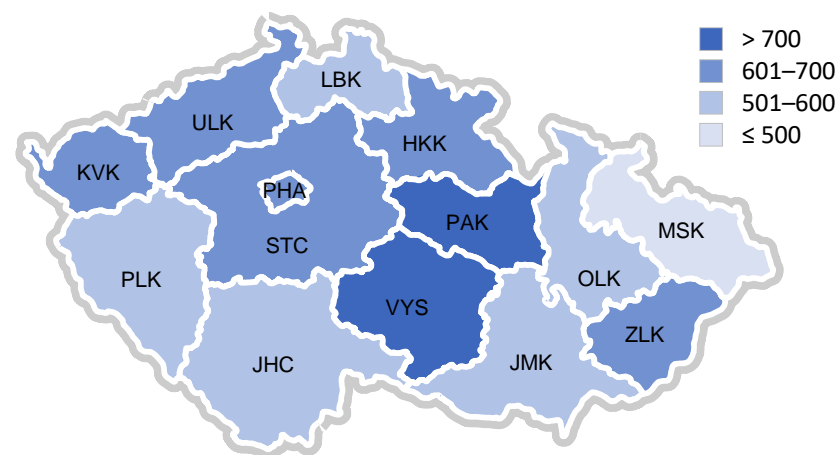 > 700
601–700
501–600
≤ 500
LBK
ULK
HKK
KVK
PHA
PAK
MSK
STC
PLK
OLK
VYS
ZLK
JHC
JMK